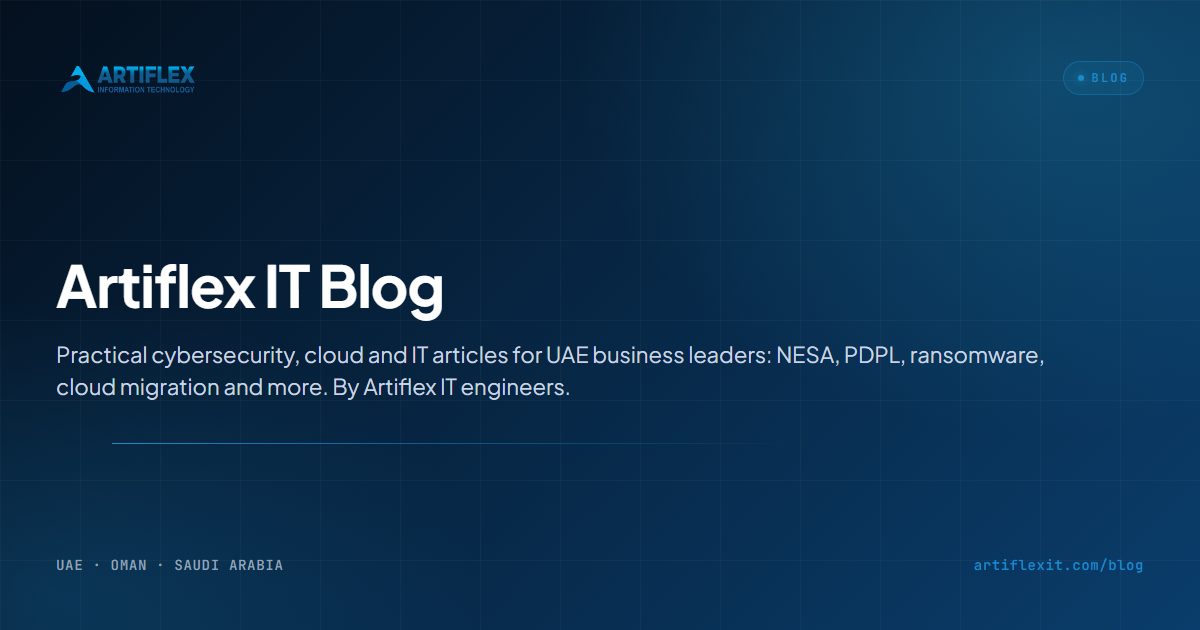 ARTIFLEX
INFORMATION TECHNOLOGY
BLOG
Artiflex IT Blog
Practical cybersecurity, cloud and IT articles for UAE business leaders: NESA, PDPL, ransomware,
cloud migration and more. By Artiflex IT engineers.
UAE · OMAN · SAUDI ARABIA
artiflexit.com/blog